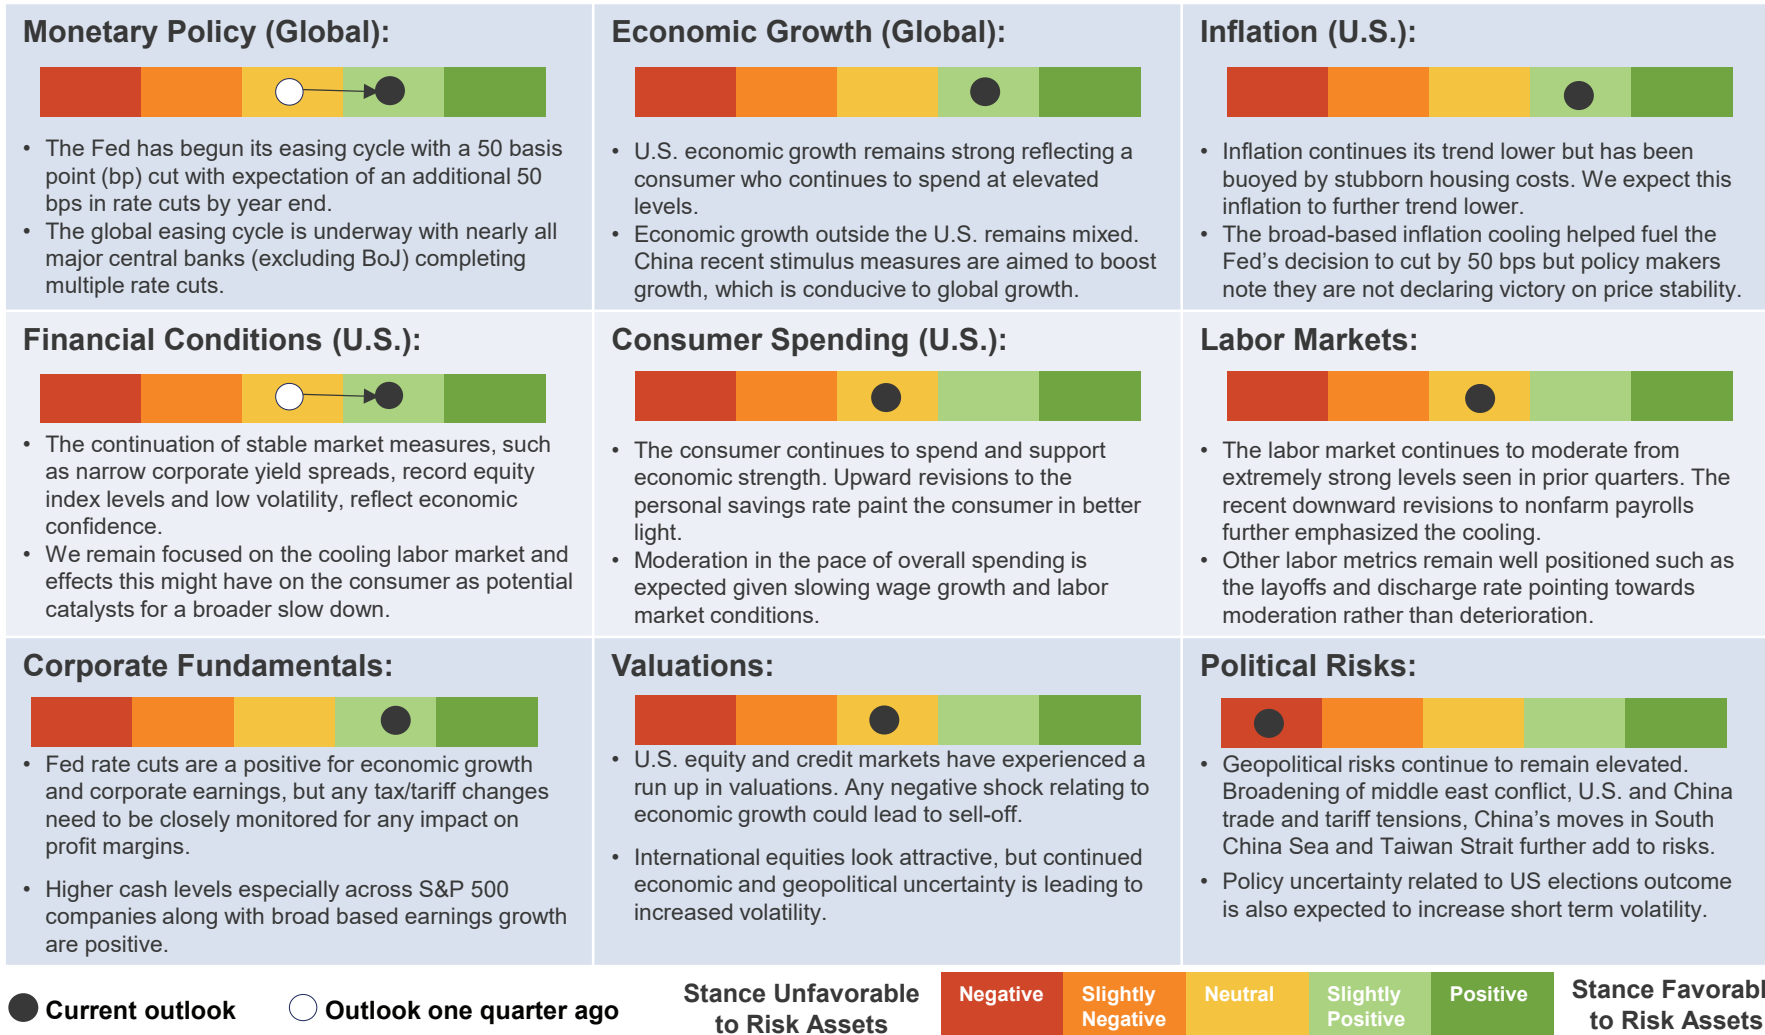 Monetary Policy (Global):
• The Fed has begun its easing cycle with a 50 basis
point (bp) cut with expectation of an additional 50
bps in rate cuts by year end.
• The global easing cycle is underway with nearly all
major central banks (excluding BoJ) completing
multiple rate cuts.
Economic Growth (Global):
• U.S. economic growth remains strong reflecting a
consumer who continues to spend at elevated
levels.
• Economic growth outside the U.S. remains mixed.
China recent stimulus measures are aimed to boost
growth, which is conducive to global growth.
Inflation (U.S.):
• Inflation continues its trend lower but has been
buoyed by stubborn housing costs. We expect this
inflation to further trend lower.
• The broad-based inflation cooling helped fuel the
Fed's decision to cut by 50 bps but policy makers
note they are not declaring victory on price stability.
Financial Conditions (U.S.):
• The continuation of stable market measures, such
as narrow corporate yield spreads, record equity
index levels and low volatility, reflect economic
confidence.
• We remain focused on the cooling labor market and
effects this might have on the consumer as potential
catalysts for a broader slow down.
Consumer Spending (U.S.):
• The consumer continues to spend and support
economic strength. Upward revisions to the
personal savings rate paint the consumer in better
light.
• Moderation in the pace of overall spending is
expected given slowing wage growth and labor
market conditions.
Labor Markets:
• The labor market continues to moderate from
extremely strong levels seen in prior quarters. The
recent downward revisions to nonfarm payrolls
further emphasized the cooling.
• Other labor metrics remain well positioned such as
the layoffs and discharge rate pointing towards
moderation rather than deterioration.
Corporate Fundamentals:
• Fed rate cuts are a positive for economic growth
and corporate earnings, but any tax/tariff changes
need to be closely monitored for any impact on
profit margins.
• Higher cash levels especially across S&P 500
companies along with broad based earnings growth
are positive.
Valuations:
• U.S. equity and credit markets have experienced a
run up in valuations. Any negative shock relating to
economic growth could lead to sell-off.
• International equities look attractive, but continued
economic and geopolitical uncertainty is leading to
increased volatility.
Political Risks:
• Geopolitical risks continue to remain elevated.
Broadening of middle east conflict, U.S. and China
trade and tariff tensions, China's moves in South
China Sea and Taiwan Strait further add to risks.
• Policy uncertainty related to US elections outcome
is also expected to increase short term volatility.
Current outlook
Outlook one quarter ago
Stance Unfavorable
to Risk Assets
Negative
Slightly
Negative
Neutral
Slightly
Positive
Positive
Stance Favorabl
to Risk Assets